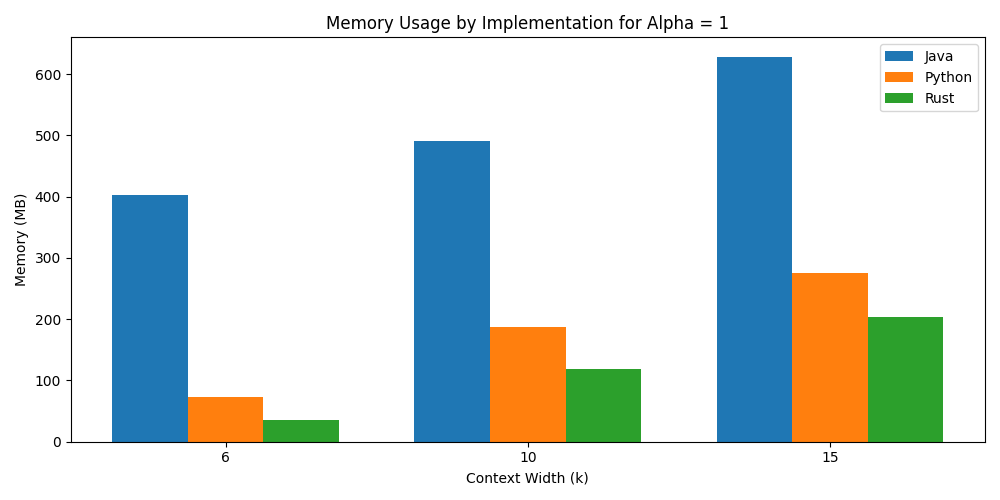 Memory Usage by Implementation for Alpha = 1
Java
Python
Rust
Memory (MB)
600
500
400
300
200
100
0
6
10
15
Context Width (k)